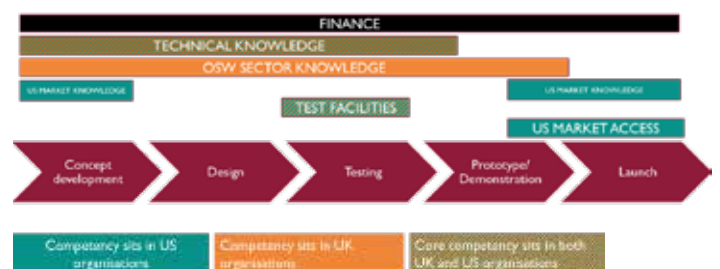 FINANCE
TECHNICAL KNOWLEDGE
OSW SECTOR KNOWLEDGE
US MARKET KNOWLEDGE
US MARKET KNOWLEDGE
TEST FACILITIES
US MARKET ACCESS
Concept
development
Design
Testing
Prototype/
Demonstration
Launch
Competency sits in US
organisations
Competency sits in UK
organisations
Core competency sits in both
UK and US organisations